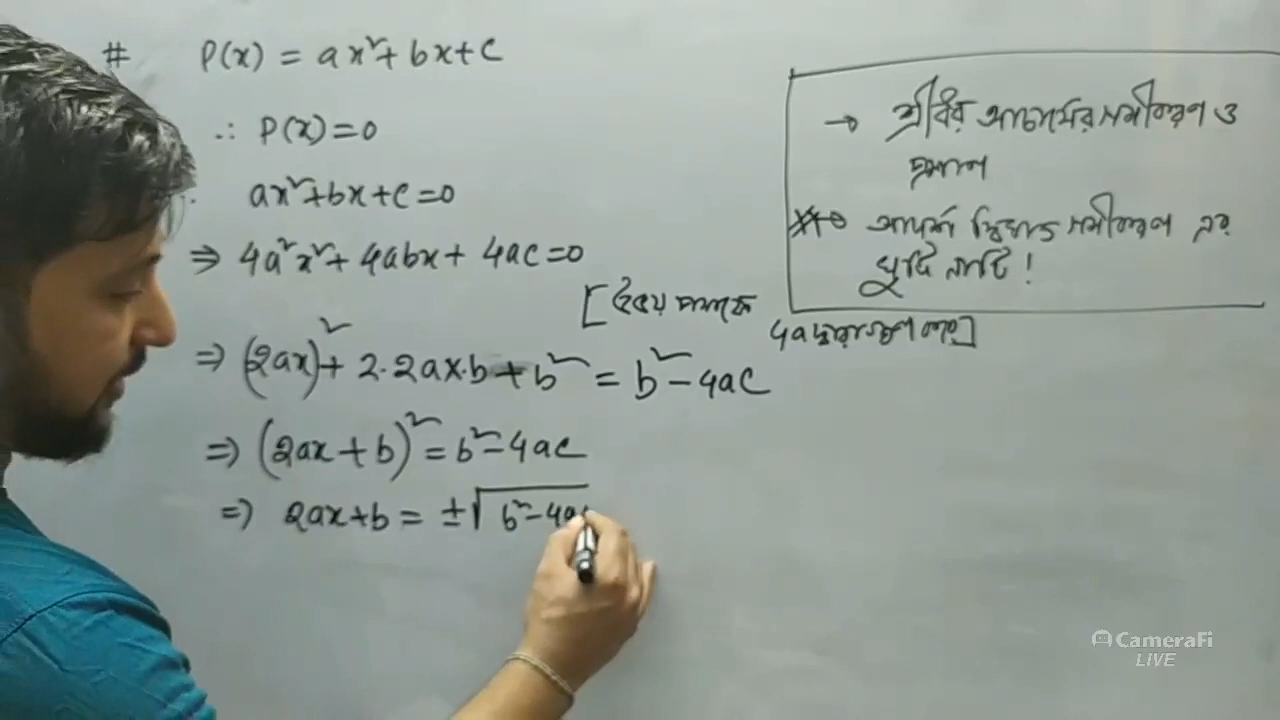 # P(x) = ax²+bx+c
∴ P(x)=0
ax²+bx+c=0
⇒ 4a²x²+4abx+4ac=0
[উভয় পক্ষকে
4a দ্বারা গুণ করে]
⇒ (2ax)²+2·2ax·b+b² = b²-4ac
⇒ (2ax+b)² = b²-4ac
⇒ 2ax+b = ±√b²-4ac
→ শ্রীধর আচার্যের সমীকরণ ও
প্রমাণ
আদর্শ দ্বিঘাত সমীকরণ এর
খুটি নাটি!
CameraFi
LIVE